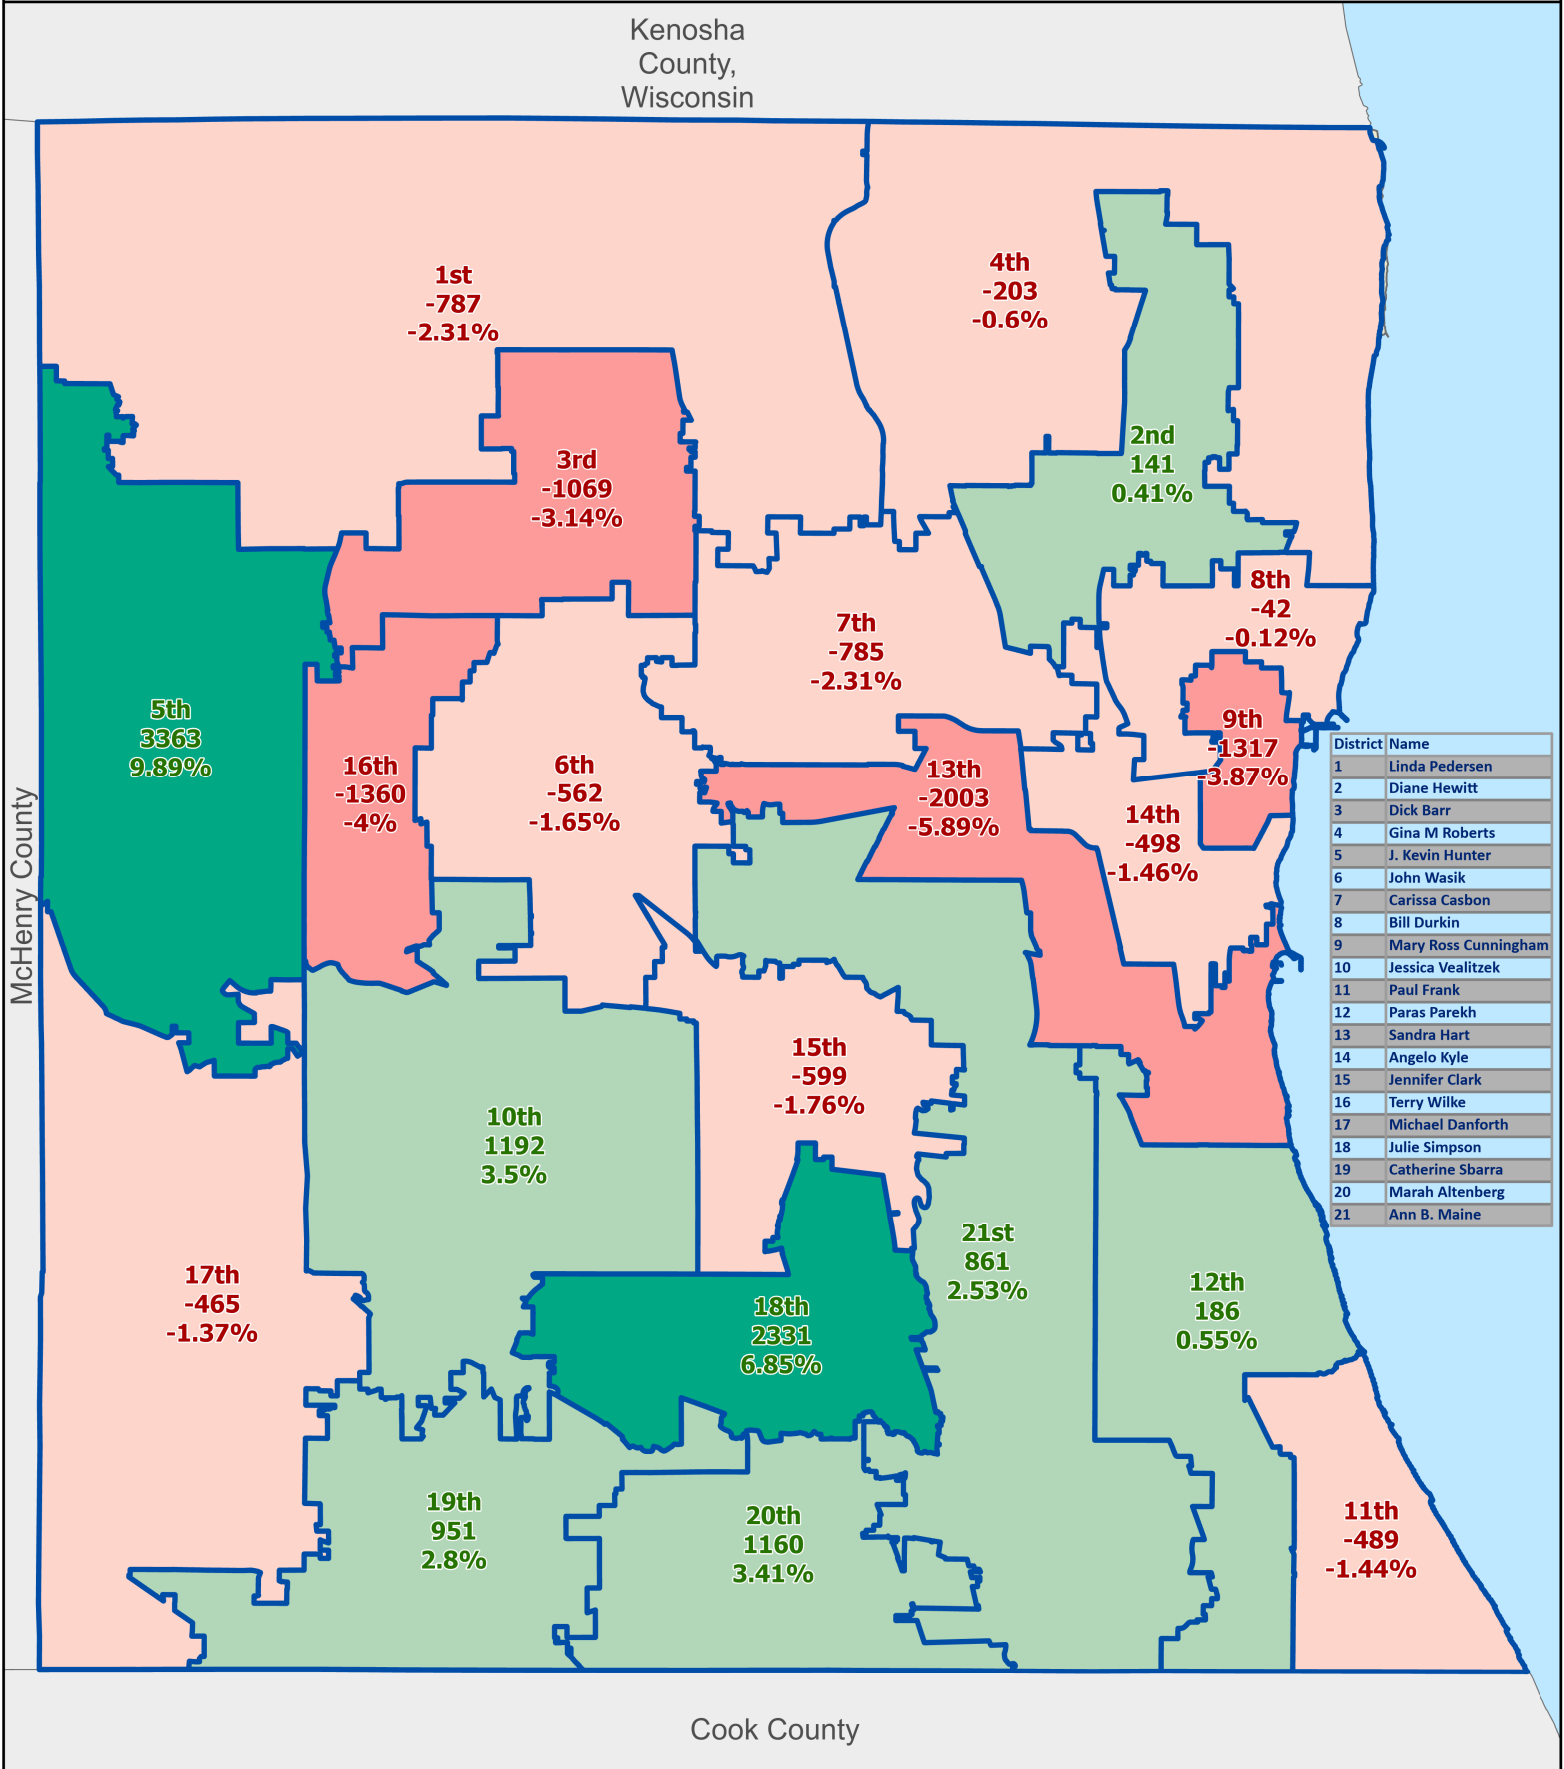 Kenosha
County,
Wisconsin
1st
-787
-2.31%
4th
-203
-0.6%
2nd
141
0.41%
3rd
-1069
-3.14%
8th
-42
-0.12%
7th
-785
-2.31%
5th
3363
9.89%
9th
-1317
-3.87%
16th
-1360
-4%
6th
-562
-1.65%
13th
-2003
-5.89%
14th
-498
-1.46%
McHenry County
15th
-599
-1.76%
10th
1192
3.5%
21st
861
2.53%
17th
-465
-1.37%
18th
2331
6.85%
12th
186
0.55%
19th
951
2.8%
20th
1160
3.41%
11th
-489
-1.44%
District Name
1 Linda Pedersen
2 Diane Hewitt
3 Dick Barr
4 Gina M Roberts
5 J. Kevin Hunter
6 John Wasik
7 Carissa Casbon
8 Bill Durkin
9 Mary Ross Cunningham
10 Jessica Vealitzek
11 Paul Frank
12 Paras Parekh
13 Sandra Hart
14 Angelo Kyle
15 Jennifer Clark
16 Terry Wilke
17 Michael Danforth
18 Julie Simpson
19 Catherine Sbarra
20 Marah Altenberg
21 Ann B. Maine
Cook County